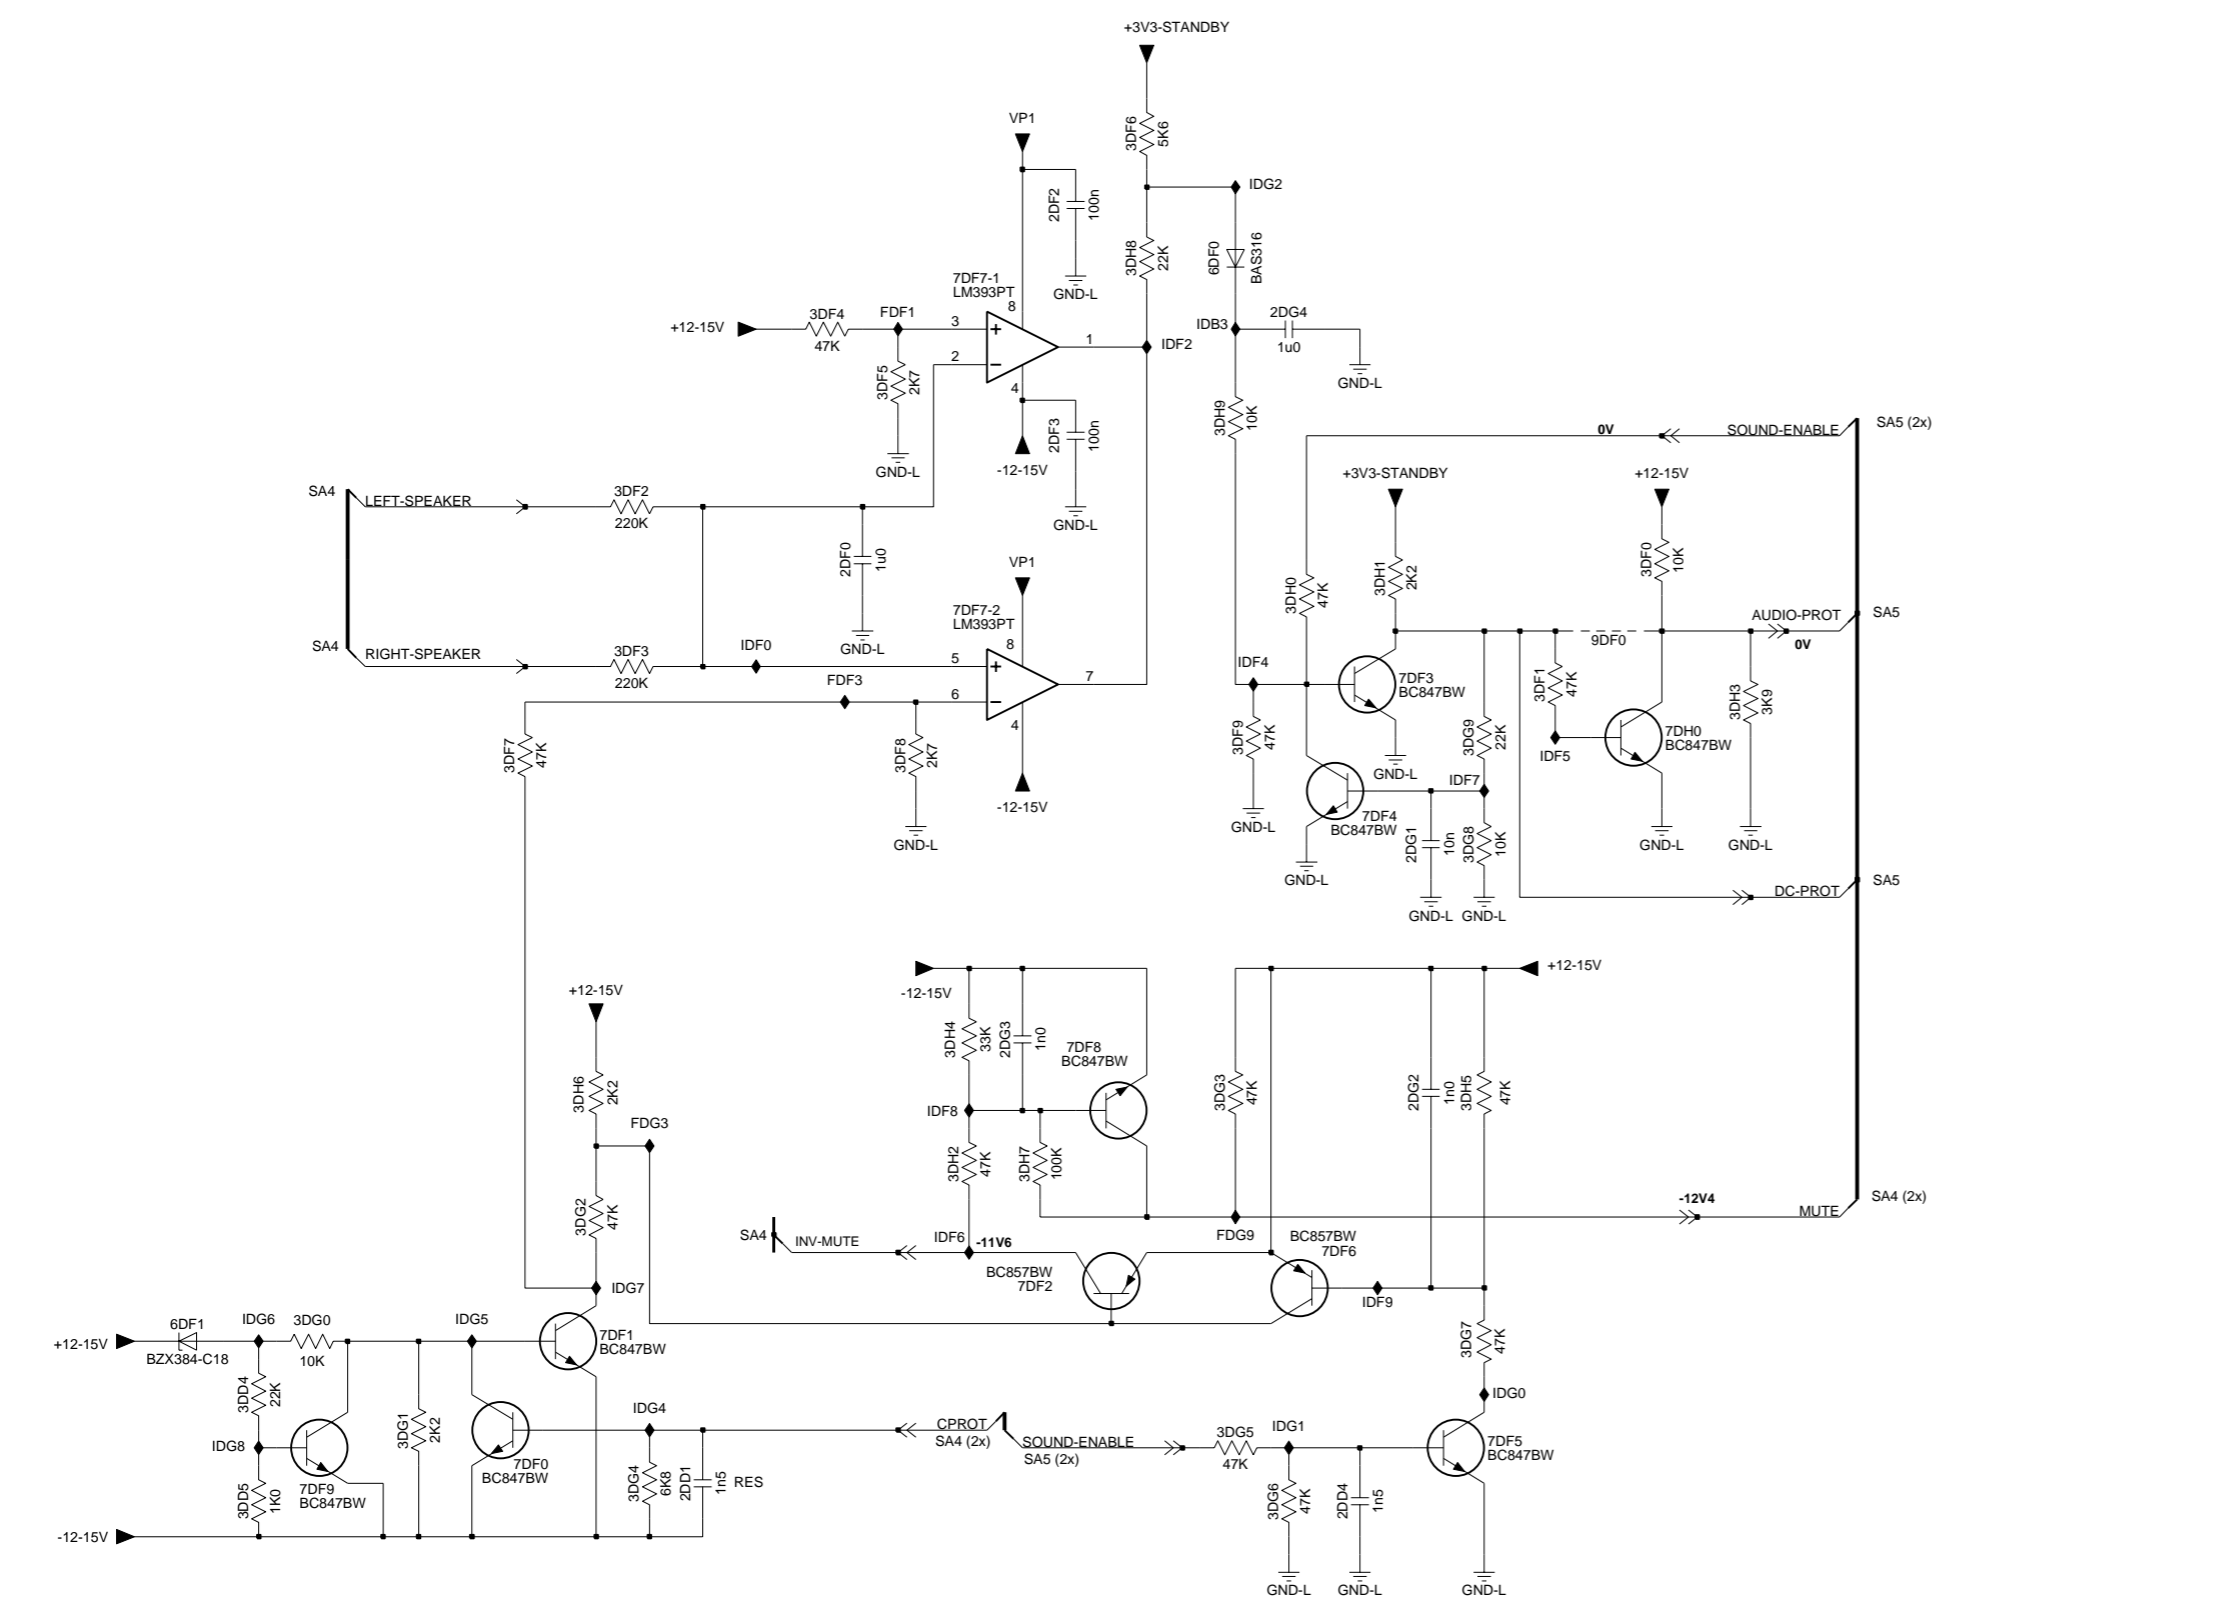 +3V3-STANDBY
VP1
3DF6
5K6
2DF2
100n
IDG2
3DH8
22K
6DF0
BAS316
7DF7-1
LM393PT
8
GND-L
+12-15V
3DF4
47K
FDF1
3
2
1
IDF2
IDB3
2DG4
1u0
3DF5
2K7
4
GND-L
3DH9
10K
2DF3
100n
GND-L
-12-15V
0V
SOUND-ENABLE
SA5 (2x)
+3V3-STANDBY
+12-15V
SA4
LEFT-SPEAKER
3DF2
220K
GND-L
2DF0
1u0
VP1
3DH0
47K
3DH1
2K2
3DF0
10K
7DF7-2
LM393PT
8
AUDIO-PROT
SA5
0V
9DF0
SA4
RIGHT-SPEAKER
3DF3
220K
IDF0
GND-L
5
6
7
FDF3
IDF4
7DF3
BC847BW
3DF1
47K
3DH3
3K9
3DF7
47K
3DF8
2K7
4
3DF9
47K
3DG9
22K
7DH0
BC847BW
IDF5
GND-L
IDF7
-12-15V
GND-L
7DF4
BC847BW
2DG1
10n
3DG8
10K
GND-L
GND-L
GND-L
GND-L
DC-PROT
SA5
GND-L
GND-L
-12-15V
+12-15V
+12-15V
3DH4
33K
2DG3
1n0
7DF8
BC847BW
3DG3
47K
2DG2
1n0
3DH5
47K
3DH6
2K2
FDG3
IDF8
3DH2
47K
3DH7
100K
3DG2
47K
-12V4
MUTE
SA4 (2x)
SA4
INV-MUTE
IDF6
-11V6
FDG9
BC857BW
7DF6
BC857BW
7DF2
IDG7
IDF9
+12-15V
6DF1
BZX384-C18
IDG6
3DG0
10K
IDG5
7DF1
BC847BW
3DG7
47K
3DD4
22K
IDG0
IDG8
3DG1
2K2
IDG4
CPROT
SA4 (2x)
SOUND-ENABLE
SA5 (2x)
3DG5
47K
IDG1
7DF5
BC847BW
7DF0
BC847BW
3DD5
1K0
7DF9
BC847BW
3DG4
6K8
2DD1
1n5
RES
3DG6
47K
2DD4
1n5
-12-15V
GND-L
GND-L
GND-L